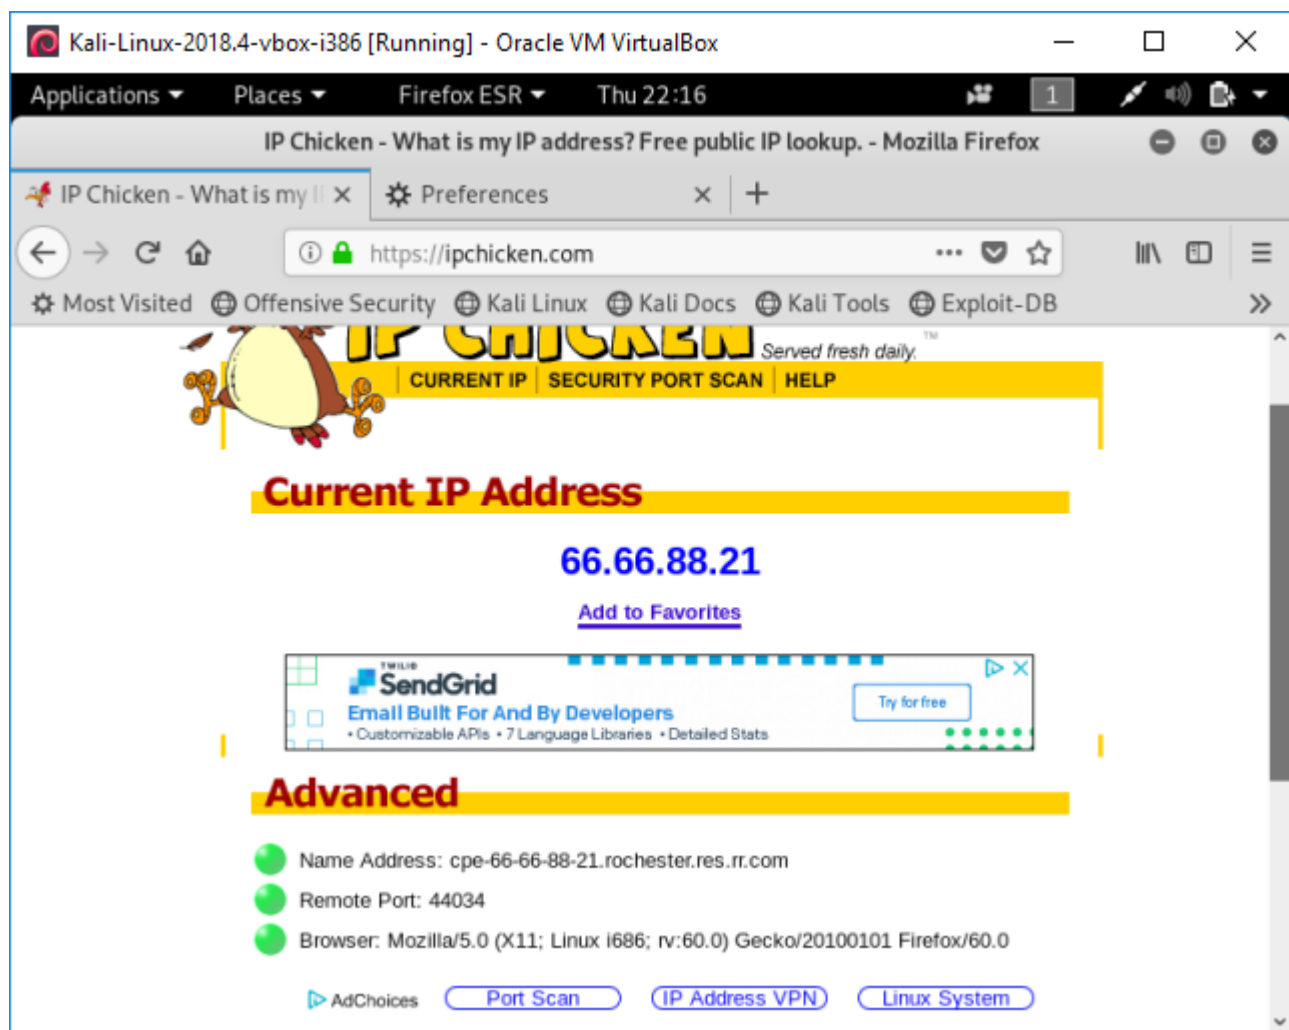 Kali-Linux-2018.4-vbox-i386 [Running] - Oracle VM VirtualBox
Applications Places Firefox ESR Thu 22:16 1
IP Chicken - What is my IP address? Free public IP lookup. - Mozilla Firefox
IP Chicken - What is my I Preferences
https://ipchicken.com
Most Visited Offensive Security Kali Linux Kali Docs Kali Tools Exploit-DB
IP CHICKEN Served fresh daily. ™
CURRENT IP SECURITY PORT SCAN HELP
Current IP Address
66.66.88.21
Add to Favorites
TWILIO
SendGrid
Email Built For And By Developers
• Customizable APIs • 7 Language Libraries • Detailed Stats
Try for free
Advanced
Name Address: cpe-66-66-88-21.rochester.res.rr.com
Remote Port: 44034
Browser: Mozilla/5.0 (X11; Linux i686; rv:60.0) Gecko/20100101 Firefox/60.0
AdChoices Port Scan IP Address VPN Linux System